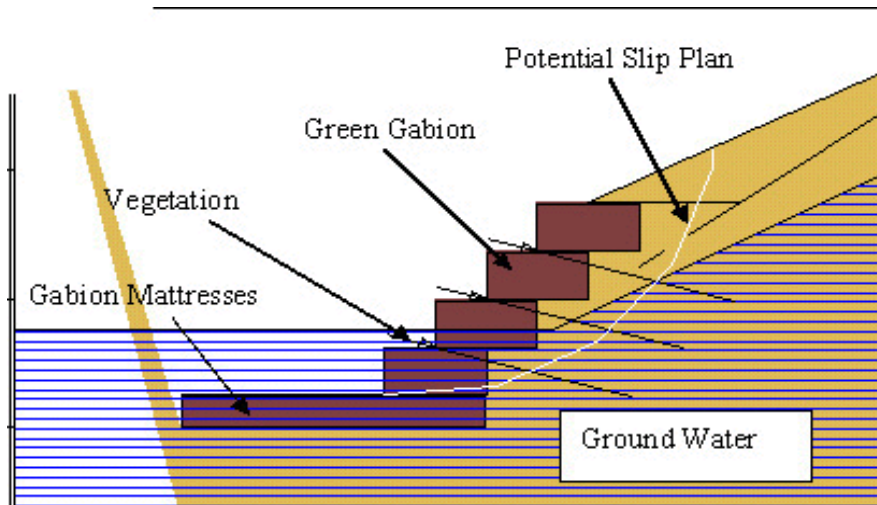 Potential Slip Plan
Green Gabion
Vegetation
Gabion Mattresses
Ground Water